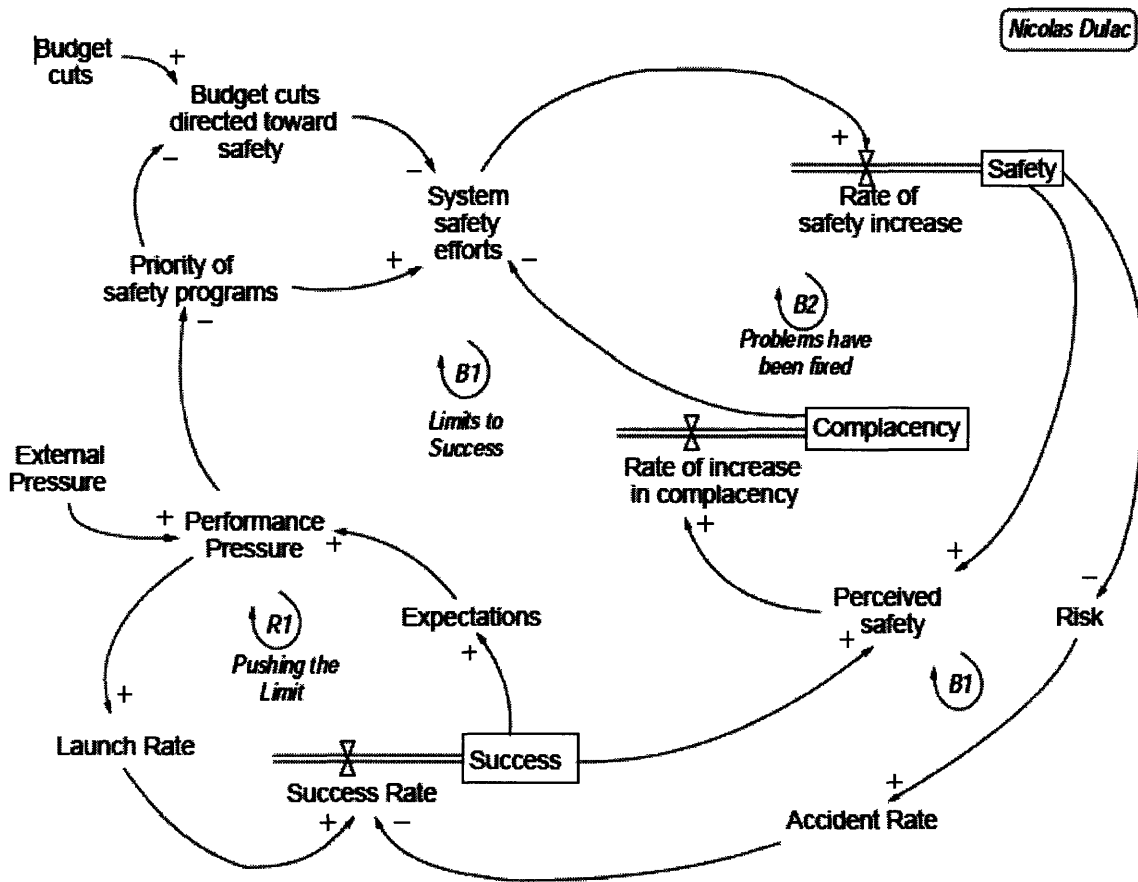 Nicolas Dulac
Budget
cuts
+
Budget cuts
directed toward
safety
−
−
System
safety
efforts
+
−
+
Rate of
safety increase
Safety
Priority of
safety programs
−
B2
Problems have
been fixed
B1
Limits to
Success
Complacency
Rate of increase
in complacency
+
External
Pressure
+
Performance
Pressure
+
R1
Pushing the
Limit
Expectations
+
+
Perceived
safety
+
−
Risk
B1
+
Launch Rate
Success
Success Rate
+
−
+
Accident Rate